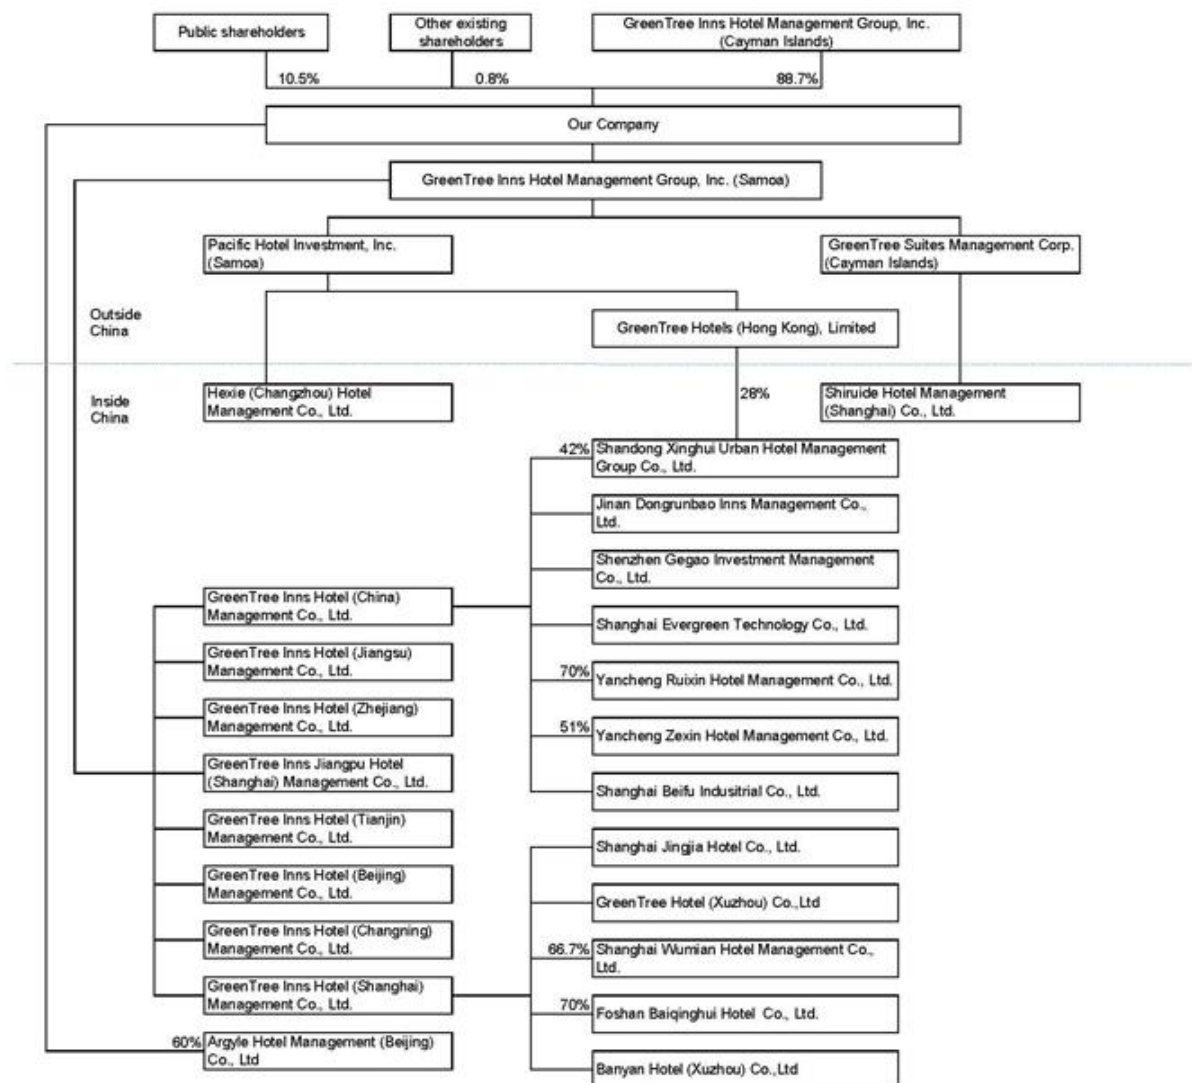 Public shareholders
Other existing
shareholders
GreenTree Inns Hotel Management Group, Inc.
(Cayman Islands)
10.5%
0.8%
88.7%
Our Company
GreenTree Inns Hotel Management Group, Inc. (Samoa)
Pacific Hotel Investment, Inc.
(Samoa)
GreenTree Suites Management Corp.
(Cayman Islands)
Outside
China
GreenTree Hotels (Hong Kong), Limited
Inside
China
Hexie (Changzhou) Hotel
Management Co., Ltd.
28%
Shiruide Hotel Management
(Shanghai) Co., Ltd.
42%
Shandong Xinghui Urban Hotel Management
Group Co., Ltd.
Jinan Dongrunbao Inns Management Co.,
Ltd.
Shenzhen Gegao Investment Management
Co., Ltd.
GreenTree Inns Hotel (China)
Management Co., Ltd.
Shanghai Evergreen Technology Co., Ltd.
GreenTree Inns Hotel (Jiangsu)
Management Co., Ltd.
70%
Yancheng Ruixin Hotel Management Co., Ltd.
GreenTree Inns Hotel (Zhejiang)
Management Co., Ltd.
51%
Yancheng Zexin Hotel Management Co., Ltd.
GreenTree Inns Jiangpu Hotel
(Shanghai) Management Co., Ltd.
Shanghai Beifu Indusitrial Co., Ltd.
GreenTree Inns Hotel (Tianjin)
Management Co., Ltd.
Shanghai Jingjia Hotel Co., Ltd.
GreenTree Inns Hotel (Beijing)
Management Co., Ltd.
GreenTree Hotel (Xuzhou) Co.,Ltd
GreenTree Inns Hotel (Changning)
Management Co., Ltd.
66.7%
Shanghai Wumian Hotel Management Co.,
Ltd.
GreenTree Inns Hotel (Shanghai)
Management Co., Ltd.
70%
Foshan Baiqinghui Hotel Co., Ltd.
60%
Argyle Hotel Management (Beijing)
Co., Ltd
Banyan Hotel (Xuzhou) Co.,Ltd